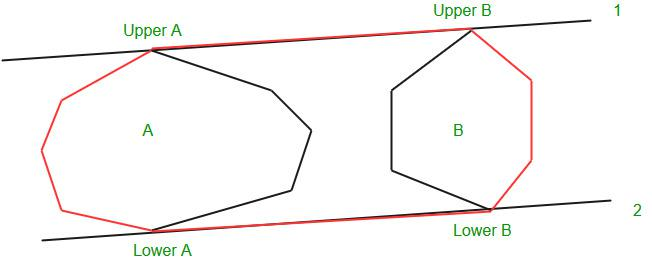 Upper B
1
Upper A
A
B
2
Lower B
Lower A